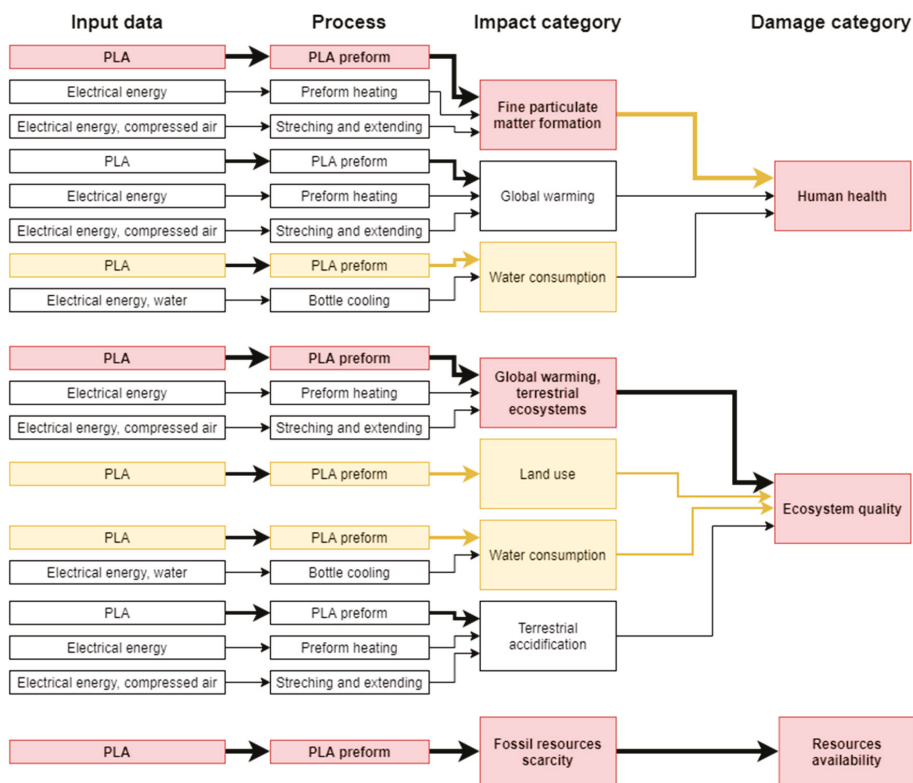 Input data Process Impact category Damage category
PLA PLA preform
Electrical energy Preform heating
Electrical energy, compressed air Streching and extending
Fine particulate
matter formation
PLA PLA preform
Electrical energy Preform heating
Electrical energy, compressed air Streching and extending
Global warming
Human health
PLA PLA preform
Electrical energy, water Bottle cooling
Water consumption
PLA PLA preform
Electrical energy Preform heating
Electrical energy, compressed air Streching and extending
Global warming,
terrestrial
ecosystems
PLA PLA preform
Land use
Ecosystem quality
PLA PLA preform
Electrical energy, water Bottle cooling
Water consumption
PLA PLA preform
Electrical energy Preform heating
Electrical energy, compressed air Streching and extending
Terrestrial
accidification
PLA PLA preform
Fossil resources
scarcity
Resources
availability